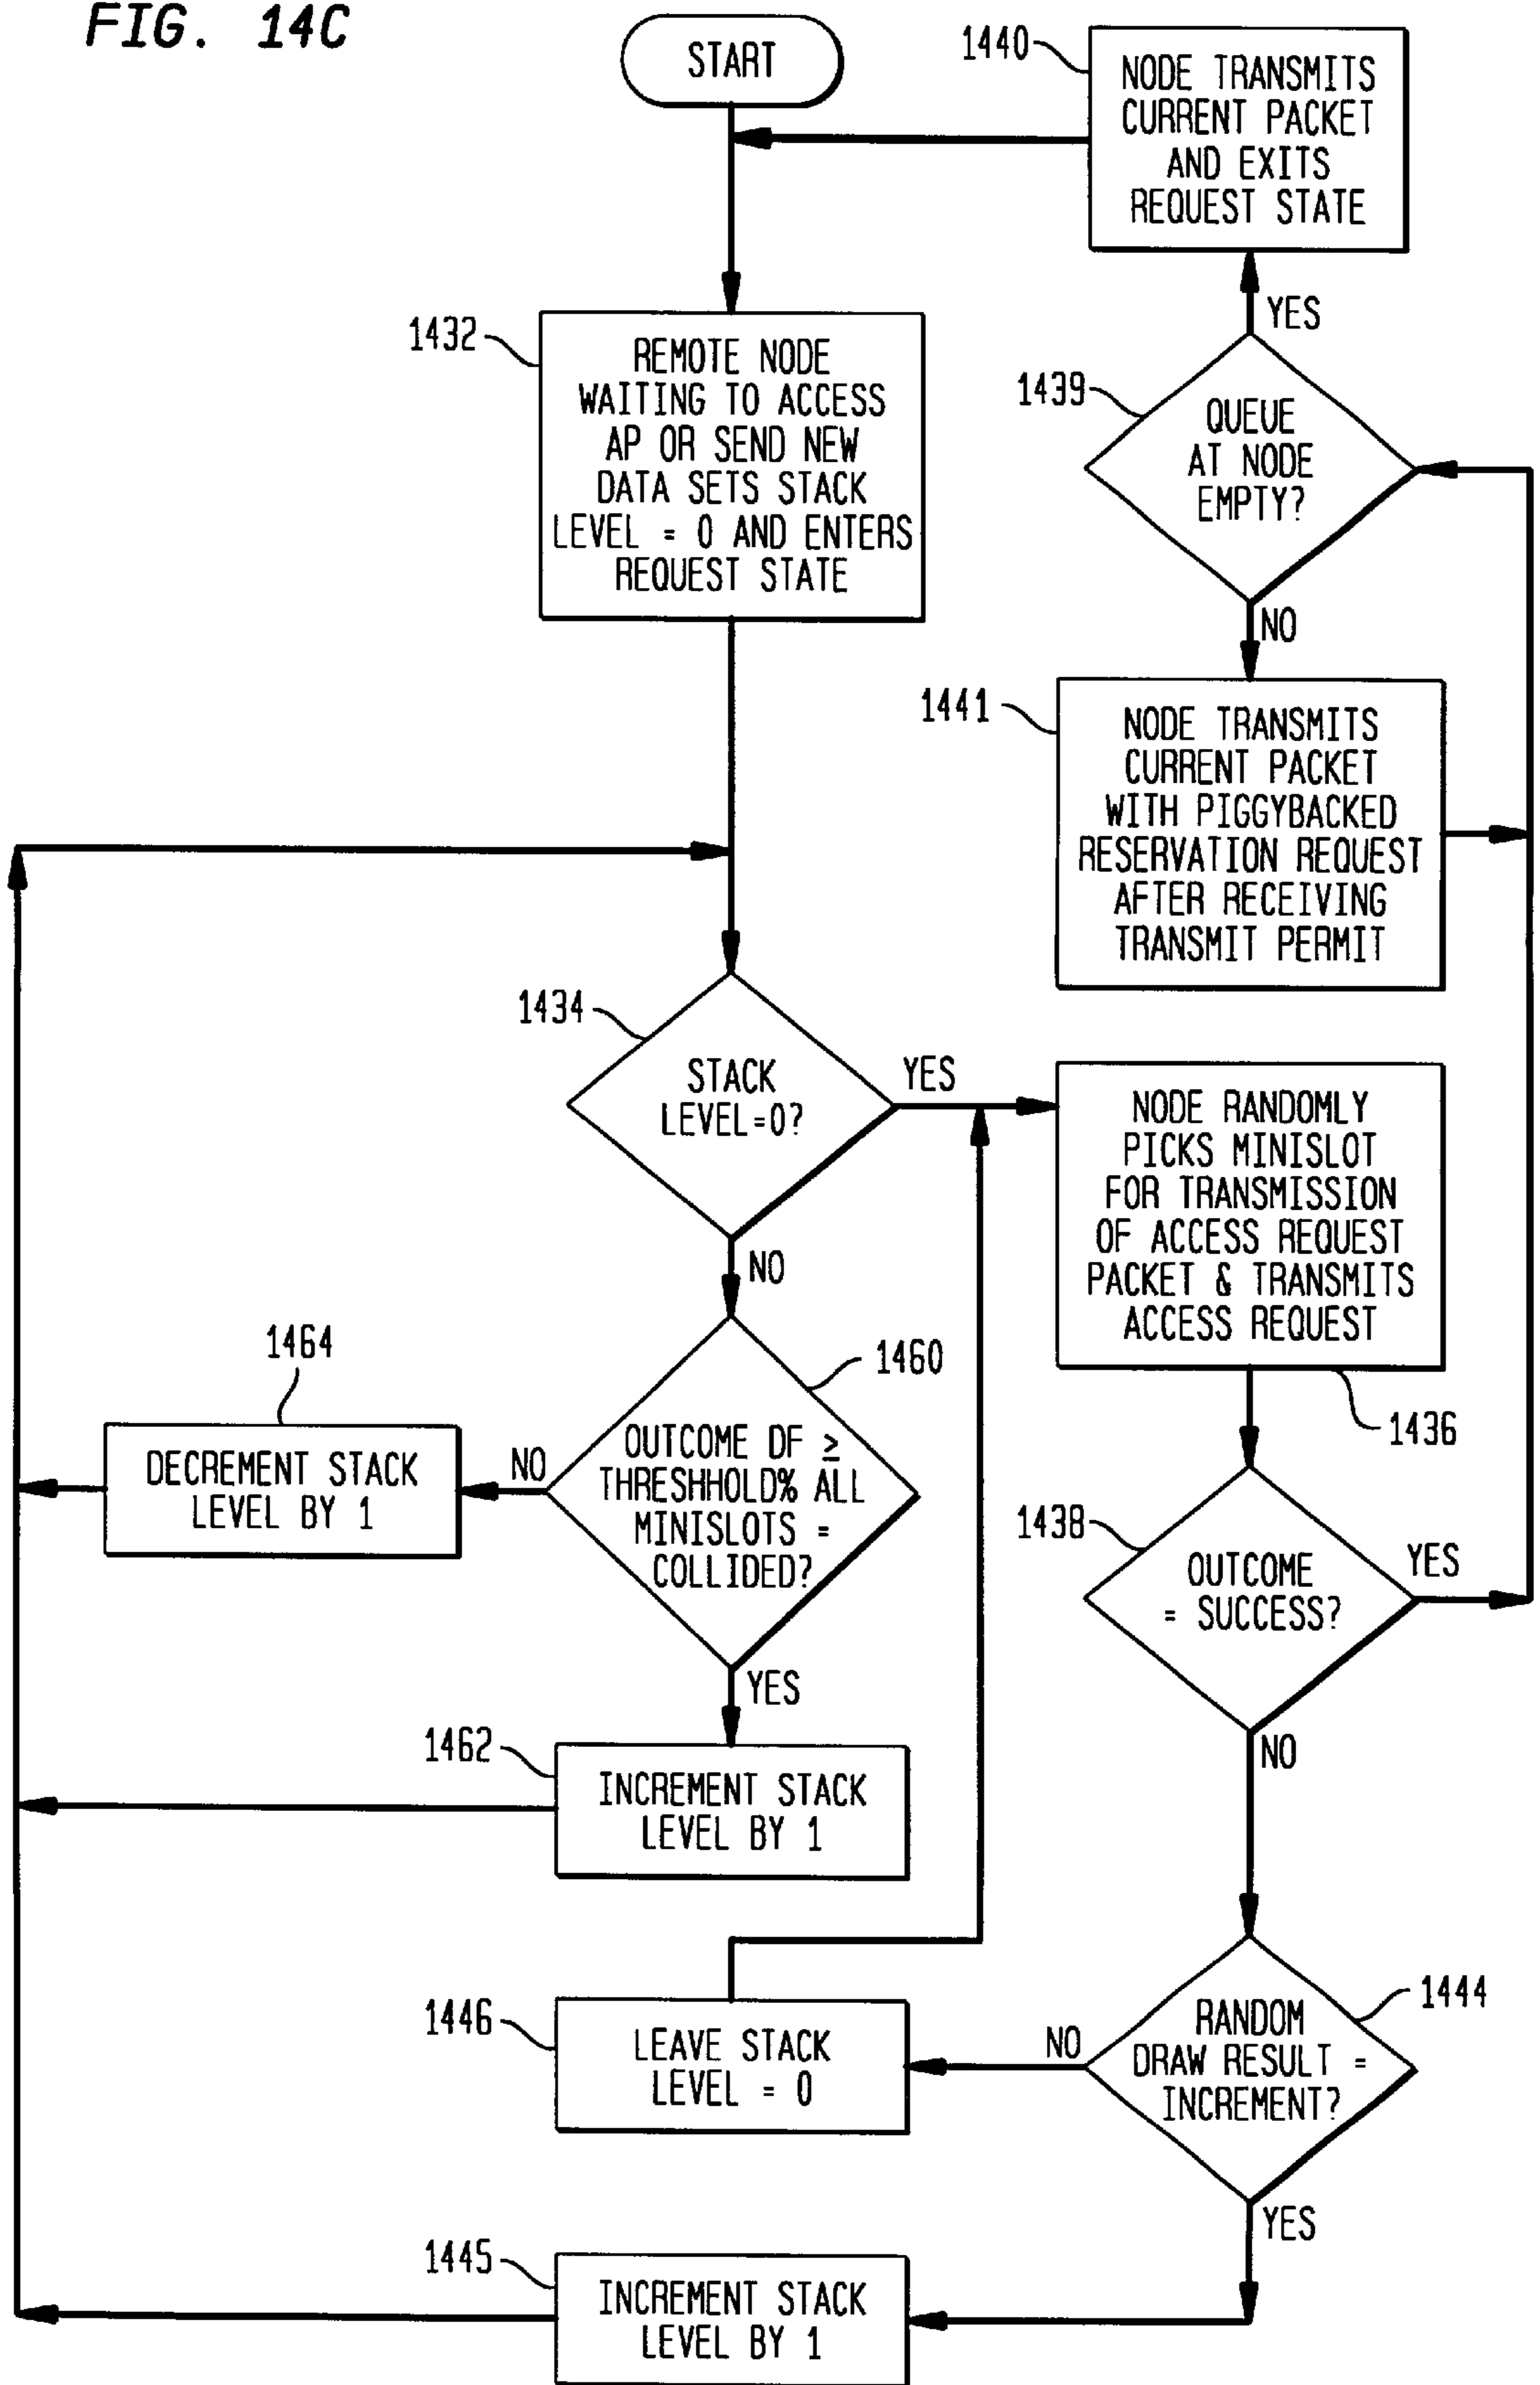 FIG. 14C
START
1440
NODE TRANSMITS
CURRENT PACKET
AND EXITS
REQUEST STATE
1432
REMOTE NODE
WAITING TO ACCESS
AP OR SEND NEW
DATA SETS STACK
LEVEL = 0 AND ENTERS
REQUEST STATE
YES
1439
QUEUE
AT NODE
EMPTY?
NO
1441
NODE TRANSMITS
CURRENT PACKET
WITH PIGGYBACKED
RESERVATION REQUEST
AFTER RECEIVING
TRANSMIT PERMIT
1434
STACK
LEVEL=0?
YES
NO
NODE RANDOMLY
PICKS MINISLOT
FOR TRANSMISSION
OF ACCESS REQUEST
PACKET & TRANSMITS
ACCESS REQUEST
1436
1464
DECREMENT STACK
LEVEL BY 1
NO
1460
OUTCOME DF ≥
THRESHHOLD% ALL
MINISLOTS =
COLLIDED?
YES
1438
OUTCOME
= SUCCESS?
YES
NO
1462
INCREMENT STACK
LEVEL BY 1
1446
LEAVE STACK
LEVEL = 0
NO
1444
RANDOM
DRAW RESULT =
INCREMENT?
YES
1445
INCREMENT STACK
LEVEL BY 1